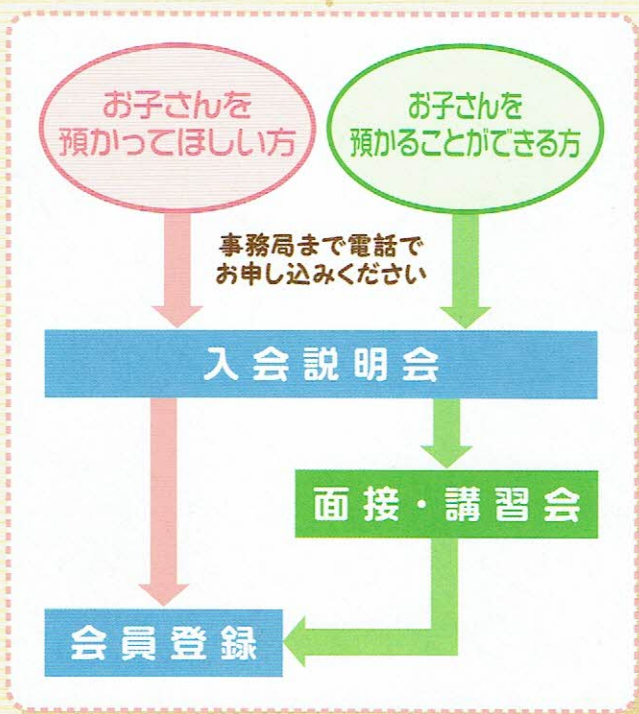 お子さんを
預かってほしい方
お子さんを
預かることができる方
事務局まで電話で
お申し込みください
入会説明会
面接・講習会
会員登録